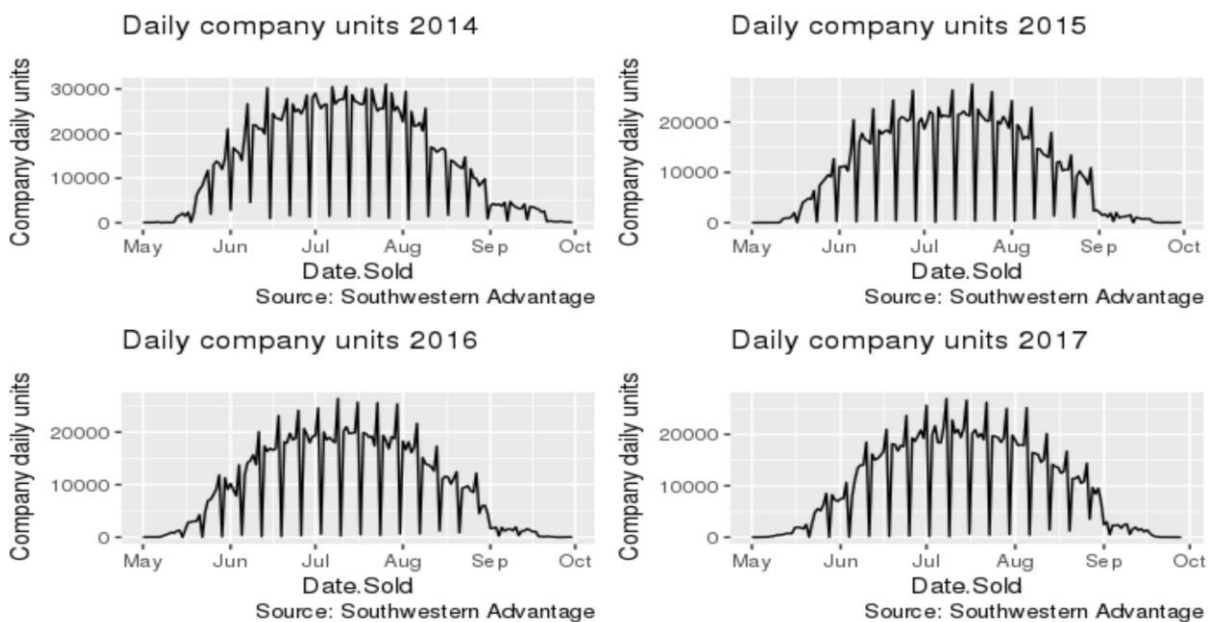 Daily company units 2014
Company daily units
30000
20000
10000
0
May Jun Jul Aug Sep Oct
Date.Sold
Source: Southwestern Advantage
Daily company units 2015
Company daily units
20000
10000
0
May Jun Jul Aug Sep Oct
Date.Sold
Source: Southwestern Advantage
Daily company units 2016
Company daily units
20000
10000
0
May Jun Jul Aug Sep Oct
Date.Sold
Source: Southwestern Advantage
Daily company units 2017
Company daily units
20000
10000
0
May Jun Jul Aug Sep Oct
Date.Sold
Source: Southwestern Advantage